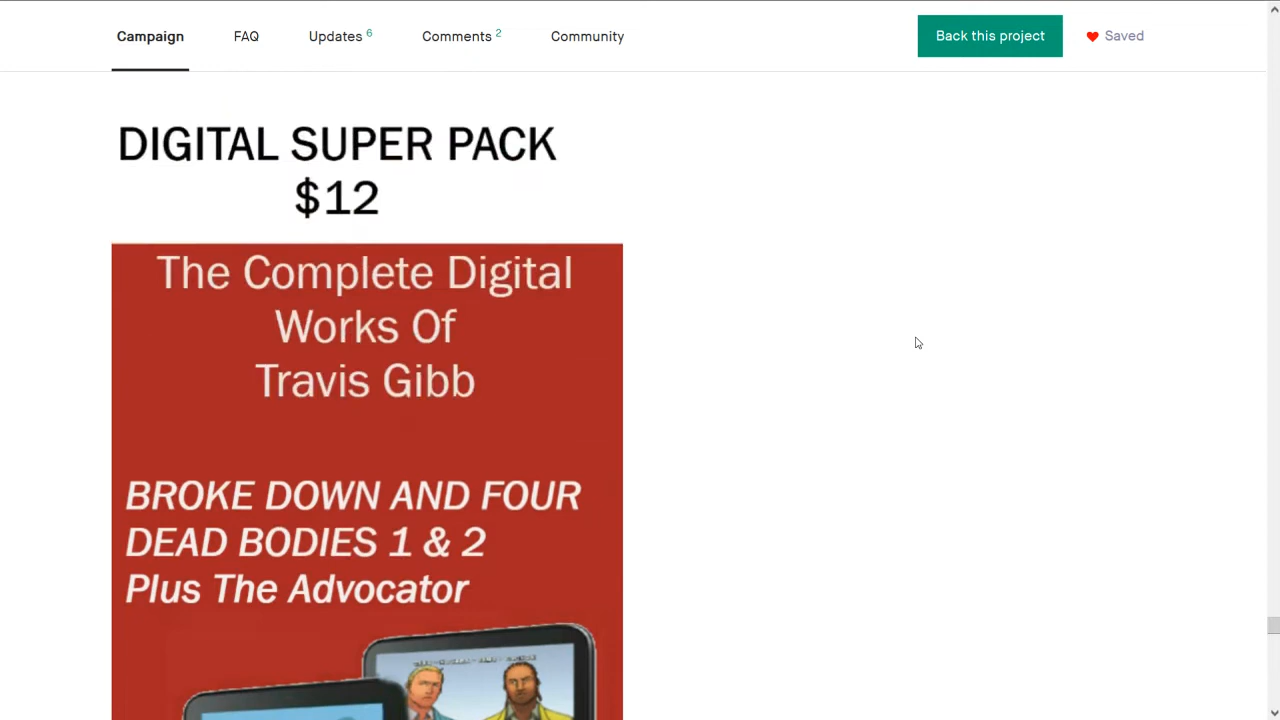 Campaign FAQ Updates 6 Comments 2 Community Back this project Saved
DIGITAL SUPER PACK
$12
The Complete Digital
Works Of
Travis Gibb
BROKE DOWN AND FOUR
DEAD BODIES 1 & 2
Plus The Advocator